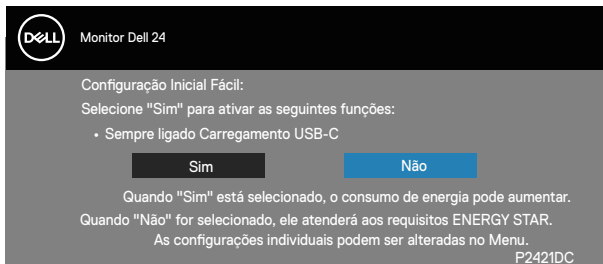 DELL Monitor Dell 24
Configuração Inicial Fácil:
Selecione "Sim" para ativar as seguintes funções:
• Sempre ligado Carregamento USB-C
Sim Não
Quando "Sim" está selecionado, o consumo de energia pode aumentar.
Quando "Não" for selecionado, ele atenderá aos requisitos ENERGY STAR.
As configurações individuais podem ser alteradas no Menu.
P2421DC